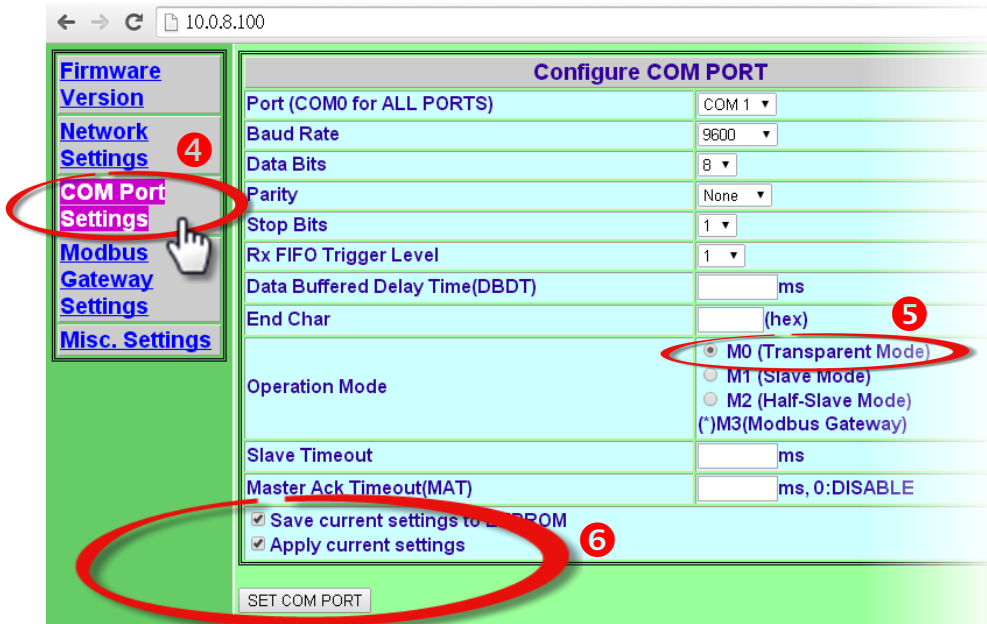 10.0.8.100
Firmware
Version
Network
Settings
4
COM Port
Settings
Modbus
Gateway
Settings
Misc. Settings
Configure COM PORT
Port (COM0 for ALL PORTS) COM 1
Baud Rate 9600
Data Bits 8
Parity None
Stop Bits 1
Rx FIFO Trigger Level 1
Data Buffered Delay Time(DBDT) ms
End Char (hex)
5
Operation Mode
M0 (Transparent Mode)
M1 (Slave Mode)
M2 (Half-Slave Mode)
(*)M3(Modbus Gateway)
Slave Timeout ms
Master Ack Timeout(MAT) ms, 0:DISABLE
Save current settings to EEPROM
Apply current settings
6
SET COM PORT